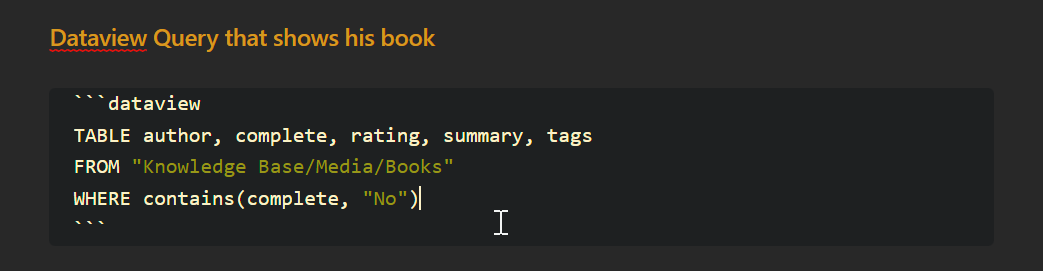 Dataview Query that shows his book
```dataview
TABLE author, complete, rating, summary, tags
FROM "Knowledge Base/Media/Books"
WHERE contains(complete, "No")
```